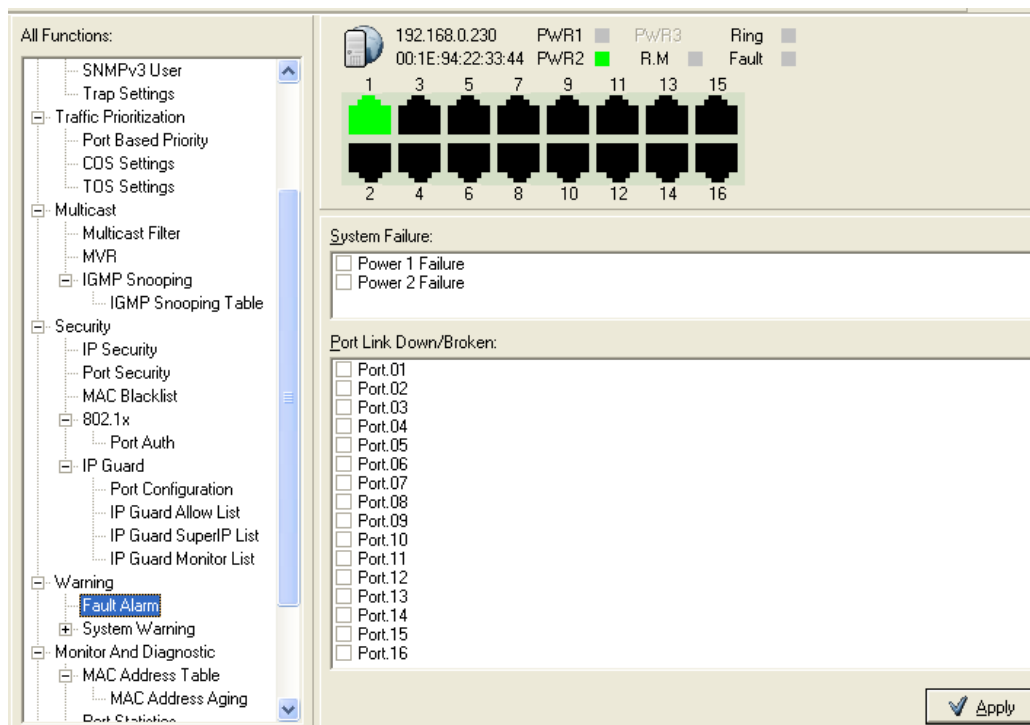 All Functions:
SNMPv3 User
Trap Settings
Traffic Prioritization
Port Based Priority
COS Settings
TOS Settings
Multicast
Multicast Filter
MVR
IGMP Snooping
IGMP Snooping Table
Security
IP Security
Port Security
MAC Blacklist
802.1x
Port Auth
IP Guard
Port Configuration
IP Guard Allow List
IP Guard SuperIP List
IP Guard Monitor List
Warning
Fault Alarm
System Warning
Monitor And Diagnostic
MAC Address Table
MAC Address Aging
Port Statistics
192.168.0.230 PWR1 PWR3 Ring
00:1E:94:22:33:44 PWR2 R.M Fault
1 3 5 7 9 11 13 15
2 4 6 8 10 12 14 16
System Failure:
Power 1 Failure
Power 2 Failure
Port Link Down/Broken:
Port.01
Port.02
Port.03
Port.04
Port.05
Port.06
Port.07
Port.08
Port.09
Port.10
Port.11
Port.12
Port.13
Port.14
Port.15
Port.16
Apply